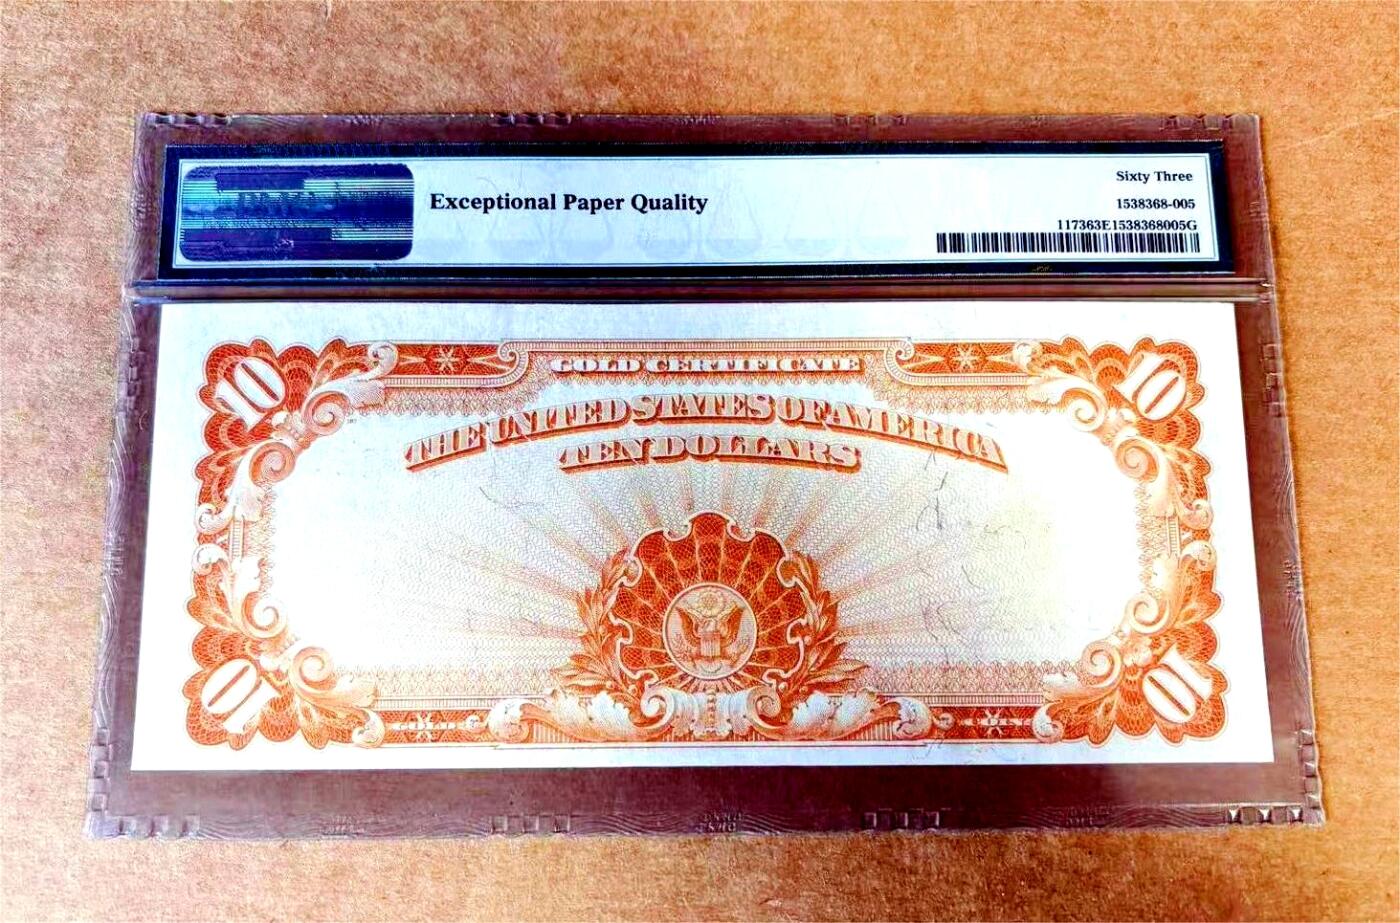 PMG
Exceptional Paper Quality
Sixty Three
1538368-005
117363E1538368005G
10
GOLD CERTIFICATE
10
THE UNITED STATES OF AMERICA
TEN DOLLARS
10
10